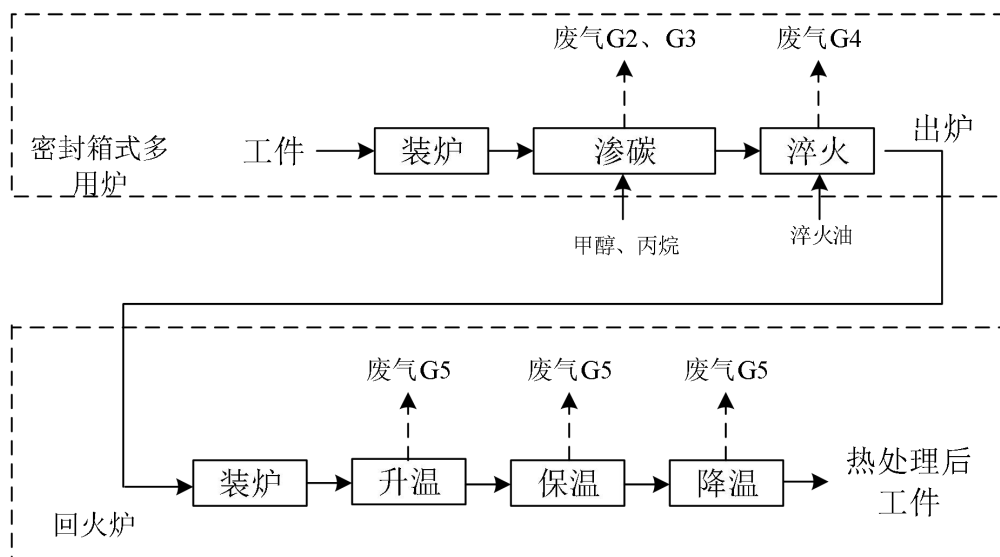 废气G2、G3
废气G4
密封箱式多
用炉
工件
装炉
渗碳
淬火
出炉
甲醇、丙烷
淬火油
废气G5
废气G5
废气G5
装炉
升温
保温
降温
热处理后
工件
回火炉